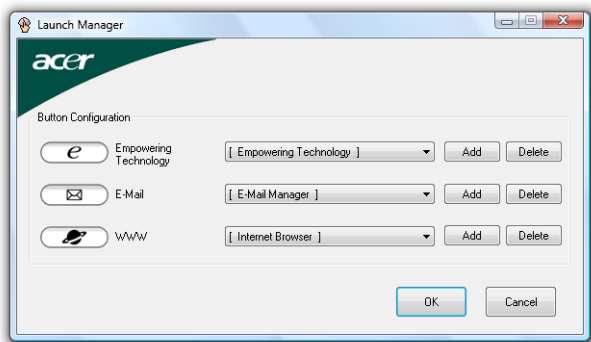 Launch Manager
acer
Button Configuration
e Empowering Technology [ Empowering Technology ] Add Delete
E-Mail [ E-Mail Manager ] Add Delete
WWW [ Internet Browser ] Add Delete
OK Cancel